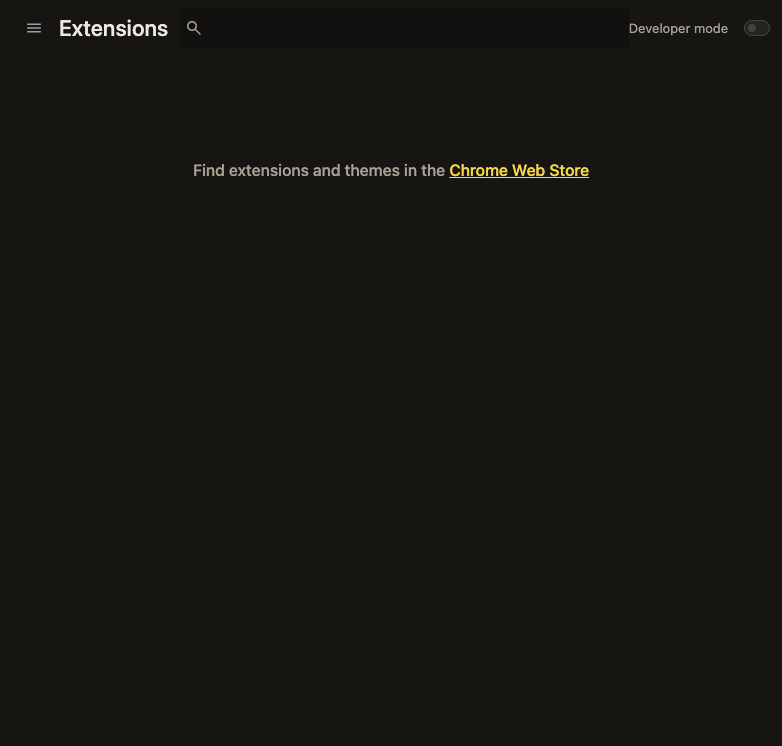 Extensions
Developer mode
Find extensions and themes in the Chrome Web Store